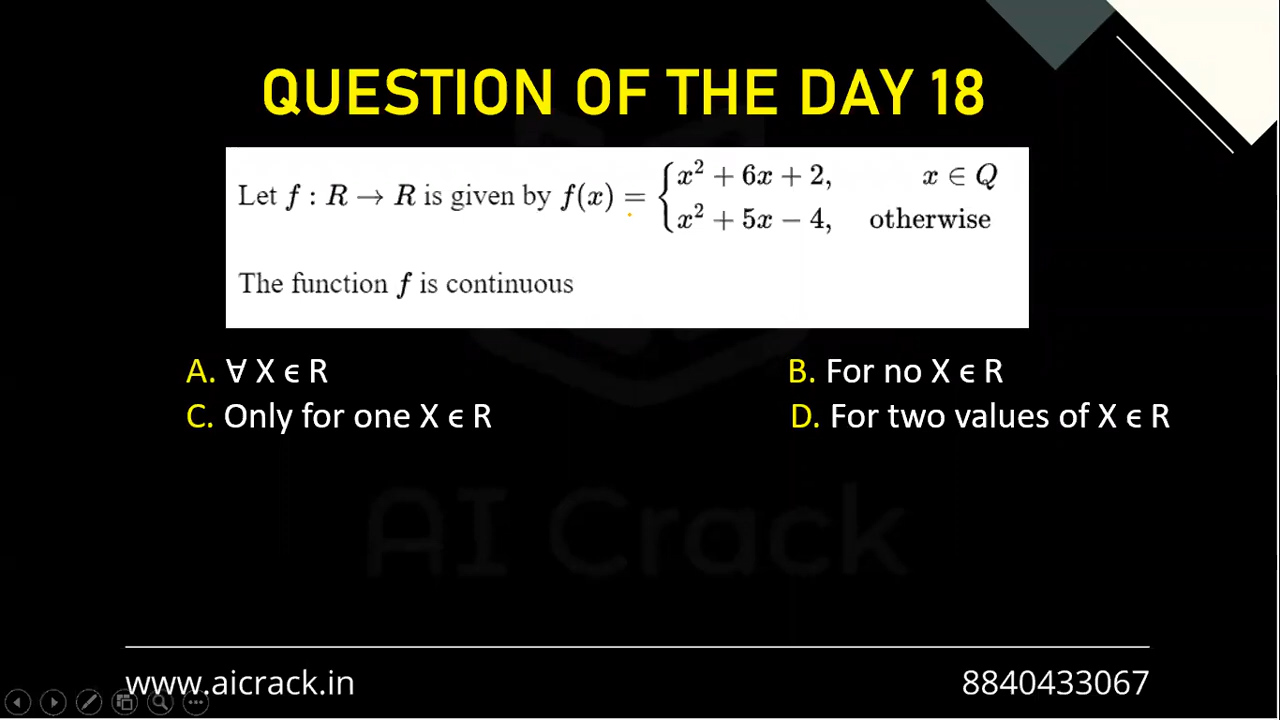 QUESTION OF THE DAY 18
Let f : R → R is given by f(x) = { x² + 6x + 2, x ∈ Q
x² + 5x − 4, otherwise
The function f is continuous
A. ∀ X ϵ R B. For no X ϵ R
C. Only for one X ϵ R D. For two values of X ϵ R
AI Crack
www.aicrack.in 8840433067